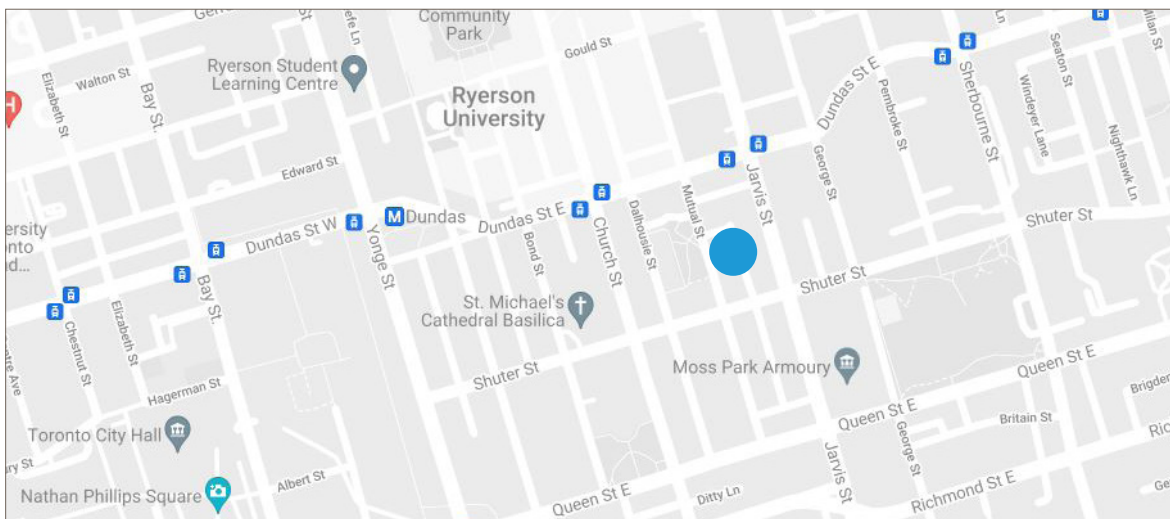 Community
Park
Gould St
Ryerson Student
Learning Centre
Walton St
Elizabeth St
Bay St.
H
Ryerson
University
Edward St
Dundas St W
M Dundas
Dundas St E
Dundas St E
Yonge St
Bond St
Church St
Dalhousie St
Mutual St
Jarvis St
George St
Pembroke St
Sherbourne St
Windeyer Lane
Seaton St
Milan St
Nighthawk Ln
Shuter St
Shuter St
Shuter St
Bay St.
Chestnut St
Elizabeth St
St. Michael's
Cathedral Basilica
Moss Park Armoury
Hagerman St
Toronto City Hall
Nathan Phillips Square
Albert St
Queen St E
Queen St E
Queen St E
Ditty Ln
Jarvis St
George St
Britain St
Richmond St E